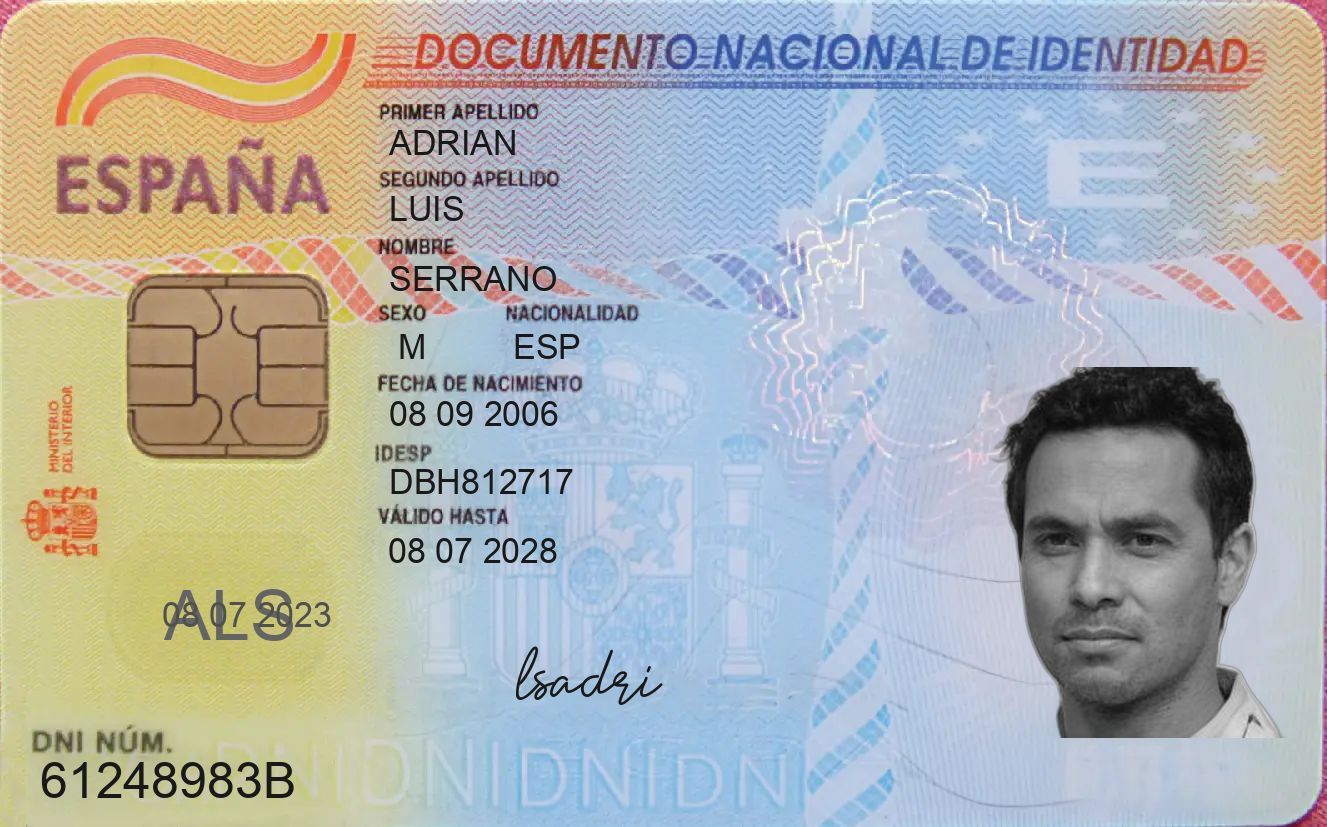 DOCUMENTO NACIONAL DE IDENTIDAD
ESPAÑA
PRIMER APELLIDO
ADRIAN
SEGUNDO APELLIDO
LUIS
NOMBRE
SERRANO
SEXO NACIONALIDAD
M ESP
FECHA DE NACIMIENTO
08 09 2006
IDESP
DBH812717
VÁLIDO HASTA
08 07 2028
MINISTERIO
DEL INTERIOR
E
ALS
08 07 2023
lsadri
DNI NÚM.
61248983B
DNIDNIDNIDNI